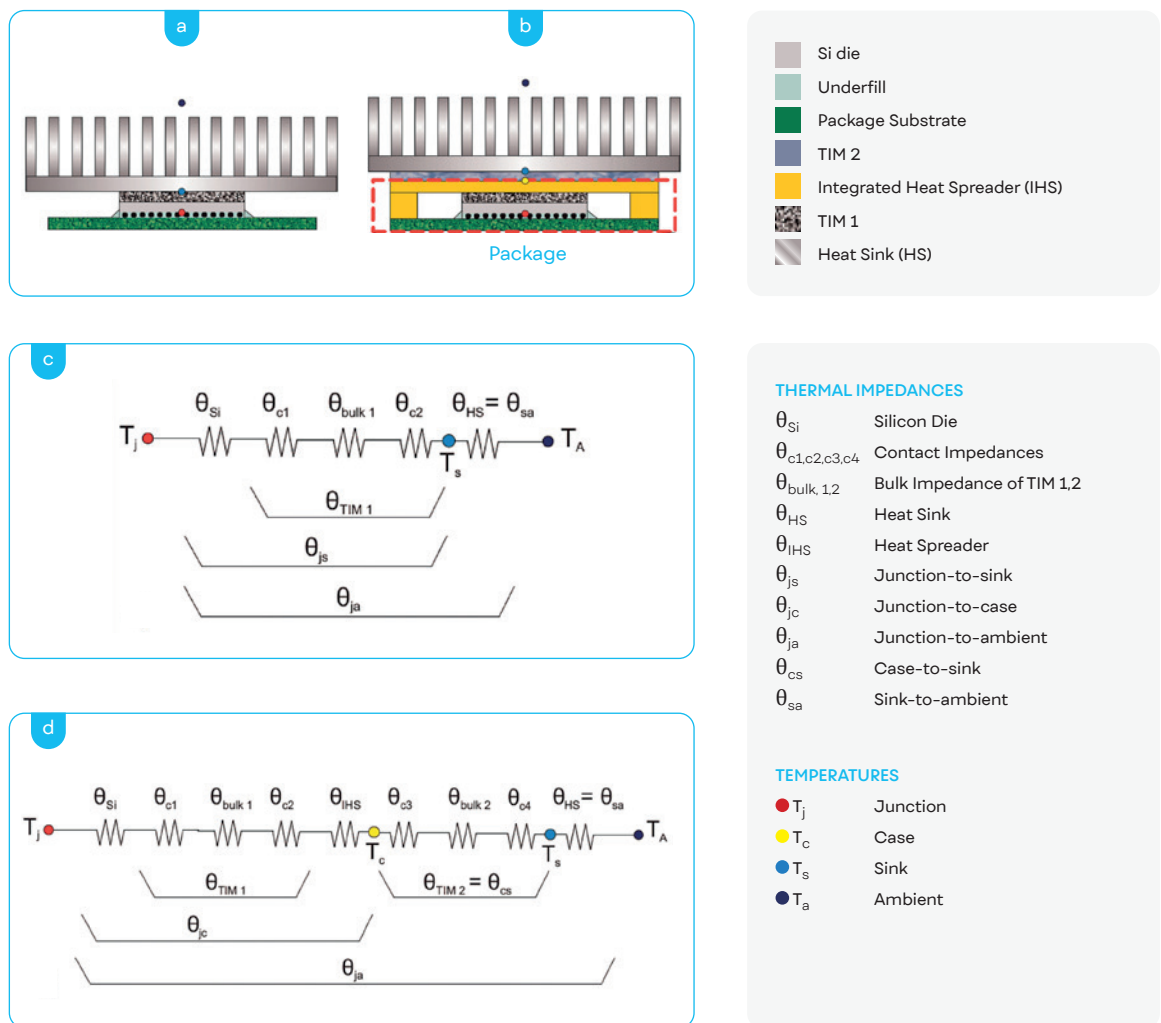 a
b
Package
Si die
Underfill
Package Substrate
TIM 2
Integrated Heat Spreader (IHS)
TIM 1
Heat Sink (HS)
c
θSi θc1 θbulk 1 θc2 θHS = θsa
Tj Ts TA
θTIM 1
θjs
θja
d
θSi θc1 θbulk 1 θc2 θIHS θc3 θbulk 2 θc4 θHS = θsa
Tj Tc Ts TA
θTIM 1 θTIM 2 = θcs
θjc
θja
THERMAL IMPEDANCES
θSi Silicon Die
θc1,c2,c3,c4 Contact Impedances
θbulk, 1,2 Bulk Impedance of TIM 1,2
θHS Heat Sink
θIHS Heat Spreader
θjs Junction-to-sink
θjc Junction-to-case
θja Junction-to-ambient
θcs Case-to-sink
θsa Sink-to-ambient
TEMPERATURES
Tj Junction
Tc Case
Ts Sink
Ta Ambient